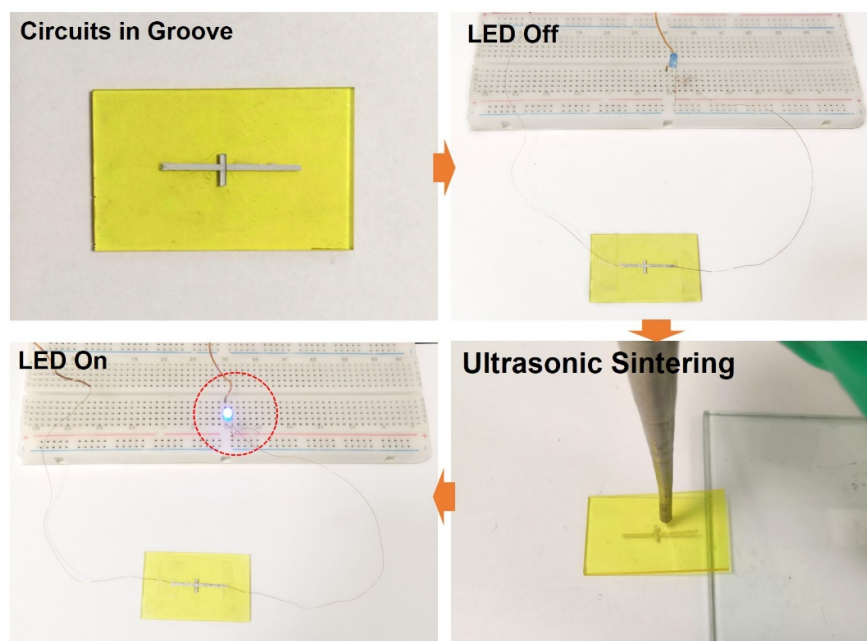 Circuits in Groove
LED Off
LED On
Ultrasonic Sintering